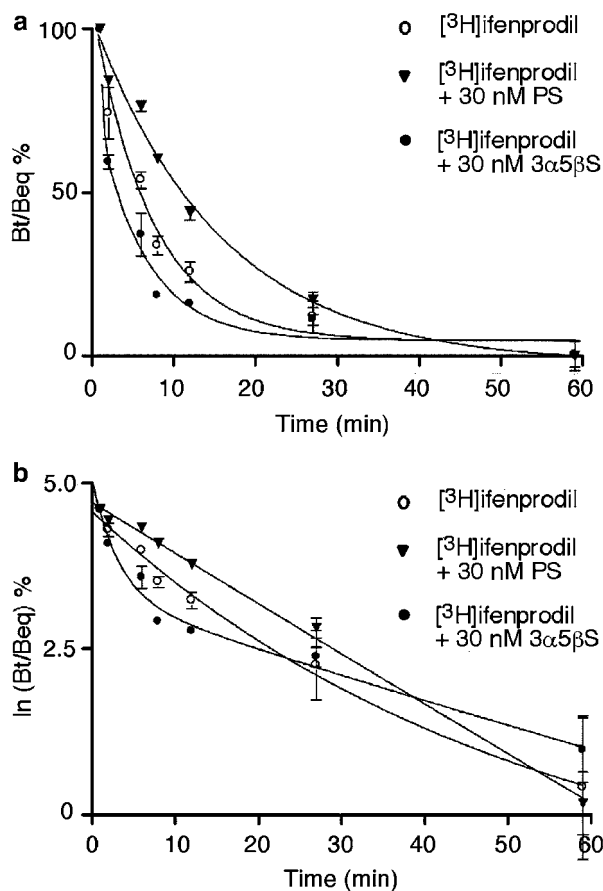 a
100
50
0
Bt/Beq %
0 10 20 30 40 50 60
Time (min)
[³H]ifenprodil
[³H]ifenprodil
+ 30 nM PS
[³H]ifenprodil
+ 30 nM 3α5βS
b
5.0
2.5
0
ln (Bt/Beq) %
0 10 20 30 40 50 60
Time (min)
[³H]ifenprodil
[³H]ifenprodil
+ 30 nM PS
[³H]ifenprodil
+ 30 nM 3α5βS